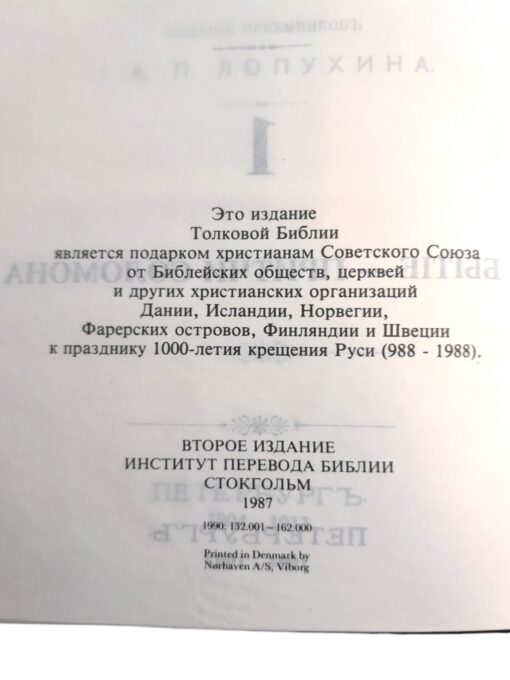 А. П. ЛОПУХИНА.
1
Это издание
Толковой Библии
является подарком христианам Советского Союза
от Библейских обществ, церквей
и других христианских организаций
Дании, Исландии, Норвегии,
Фарерских островов, Финляндии и Швеции
к празднику 1000-летия крещения Руси (988 - 1988).
ВТОРОЕ ИЗДАНИЕ
ИНСТИТУТ ПЕРЕВОДА БИБЛИИ
СТОКГОЛЬМ
1987
1990: 132.001–162.000
Printed in Denmark by
Nørhaven A/S, Viborg